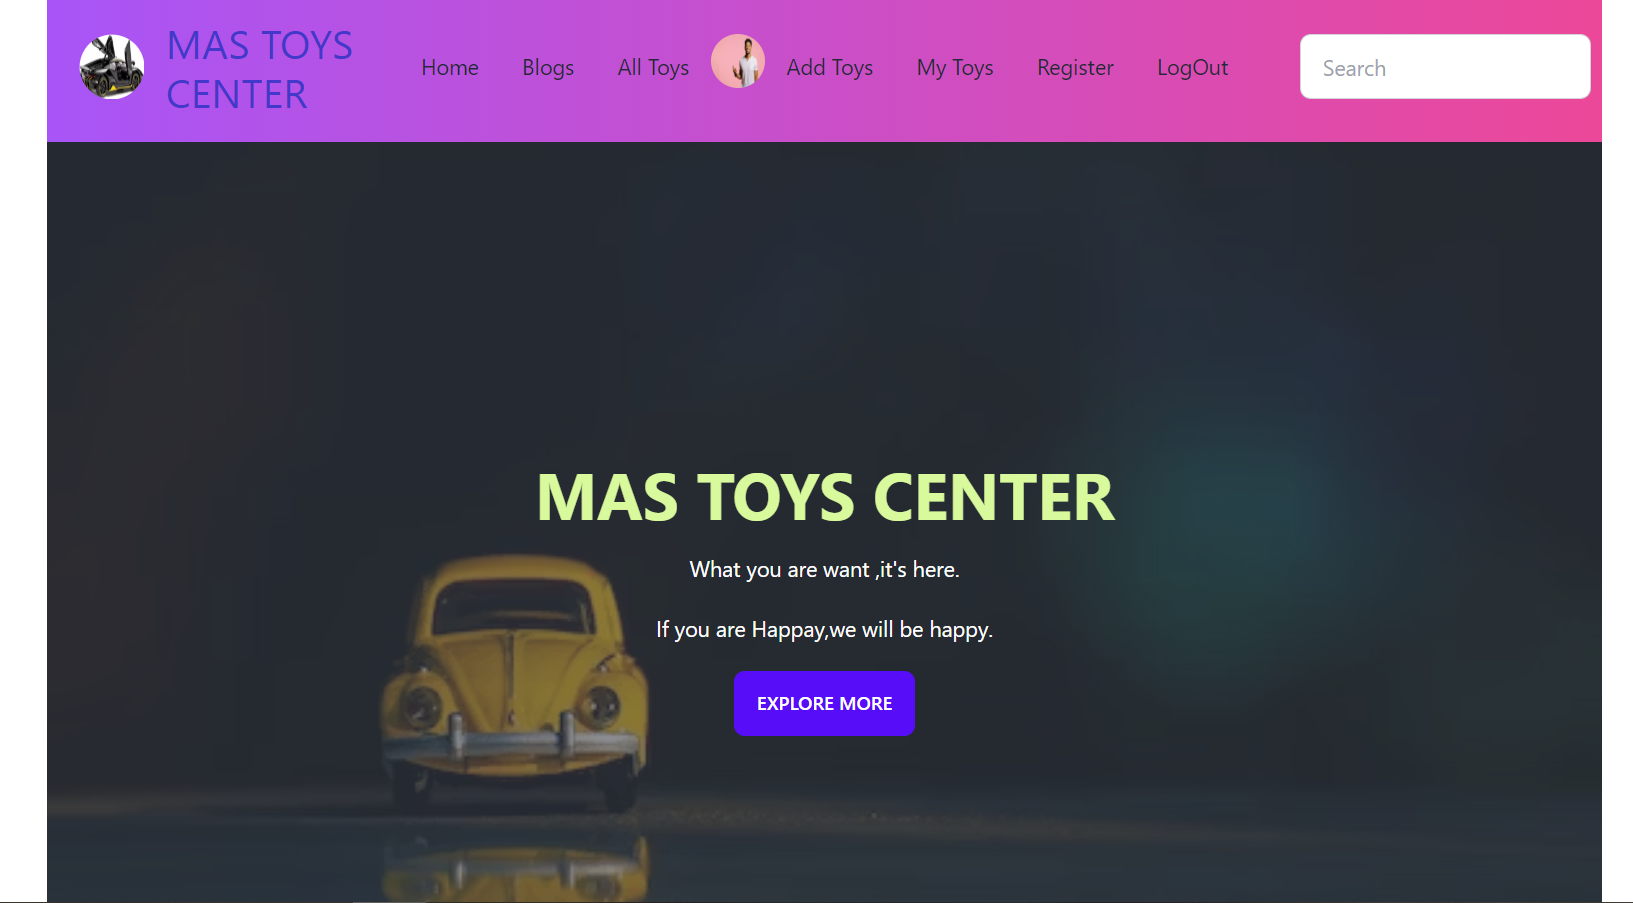 MAS TOYS
CENTER
Home Blogs All Toys Add Toys My Toys Register LogOut
Search
MAS TOYS CENTER
What you are want ,it's here.
If you are Happay,we will be happy.
EXPLORE MORE